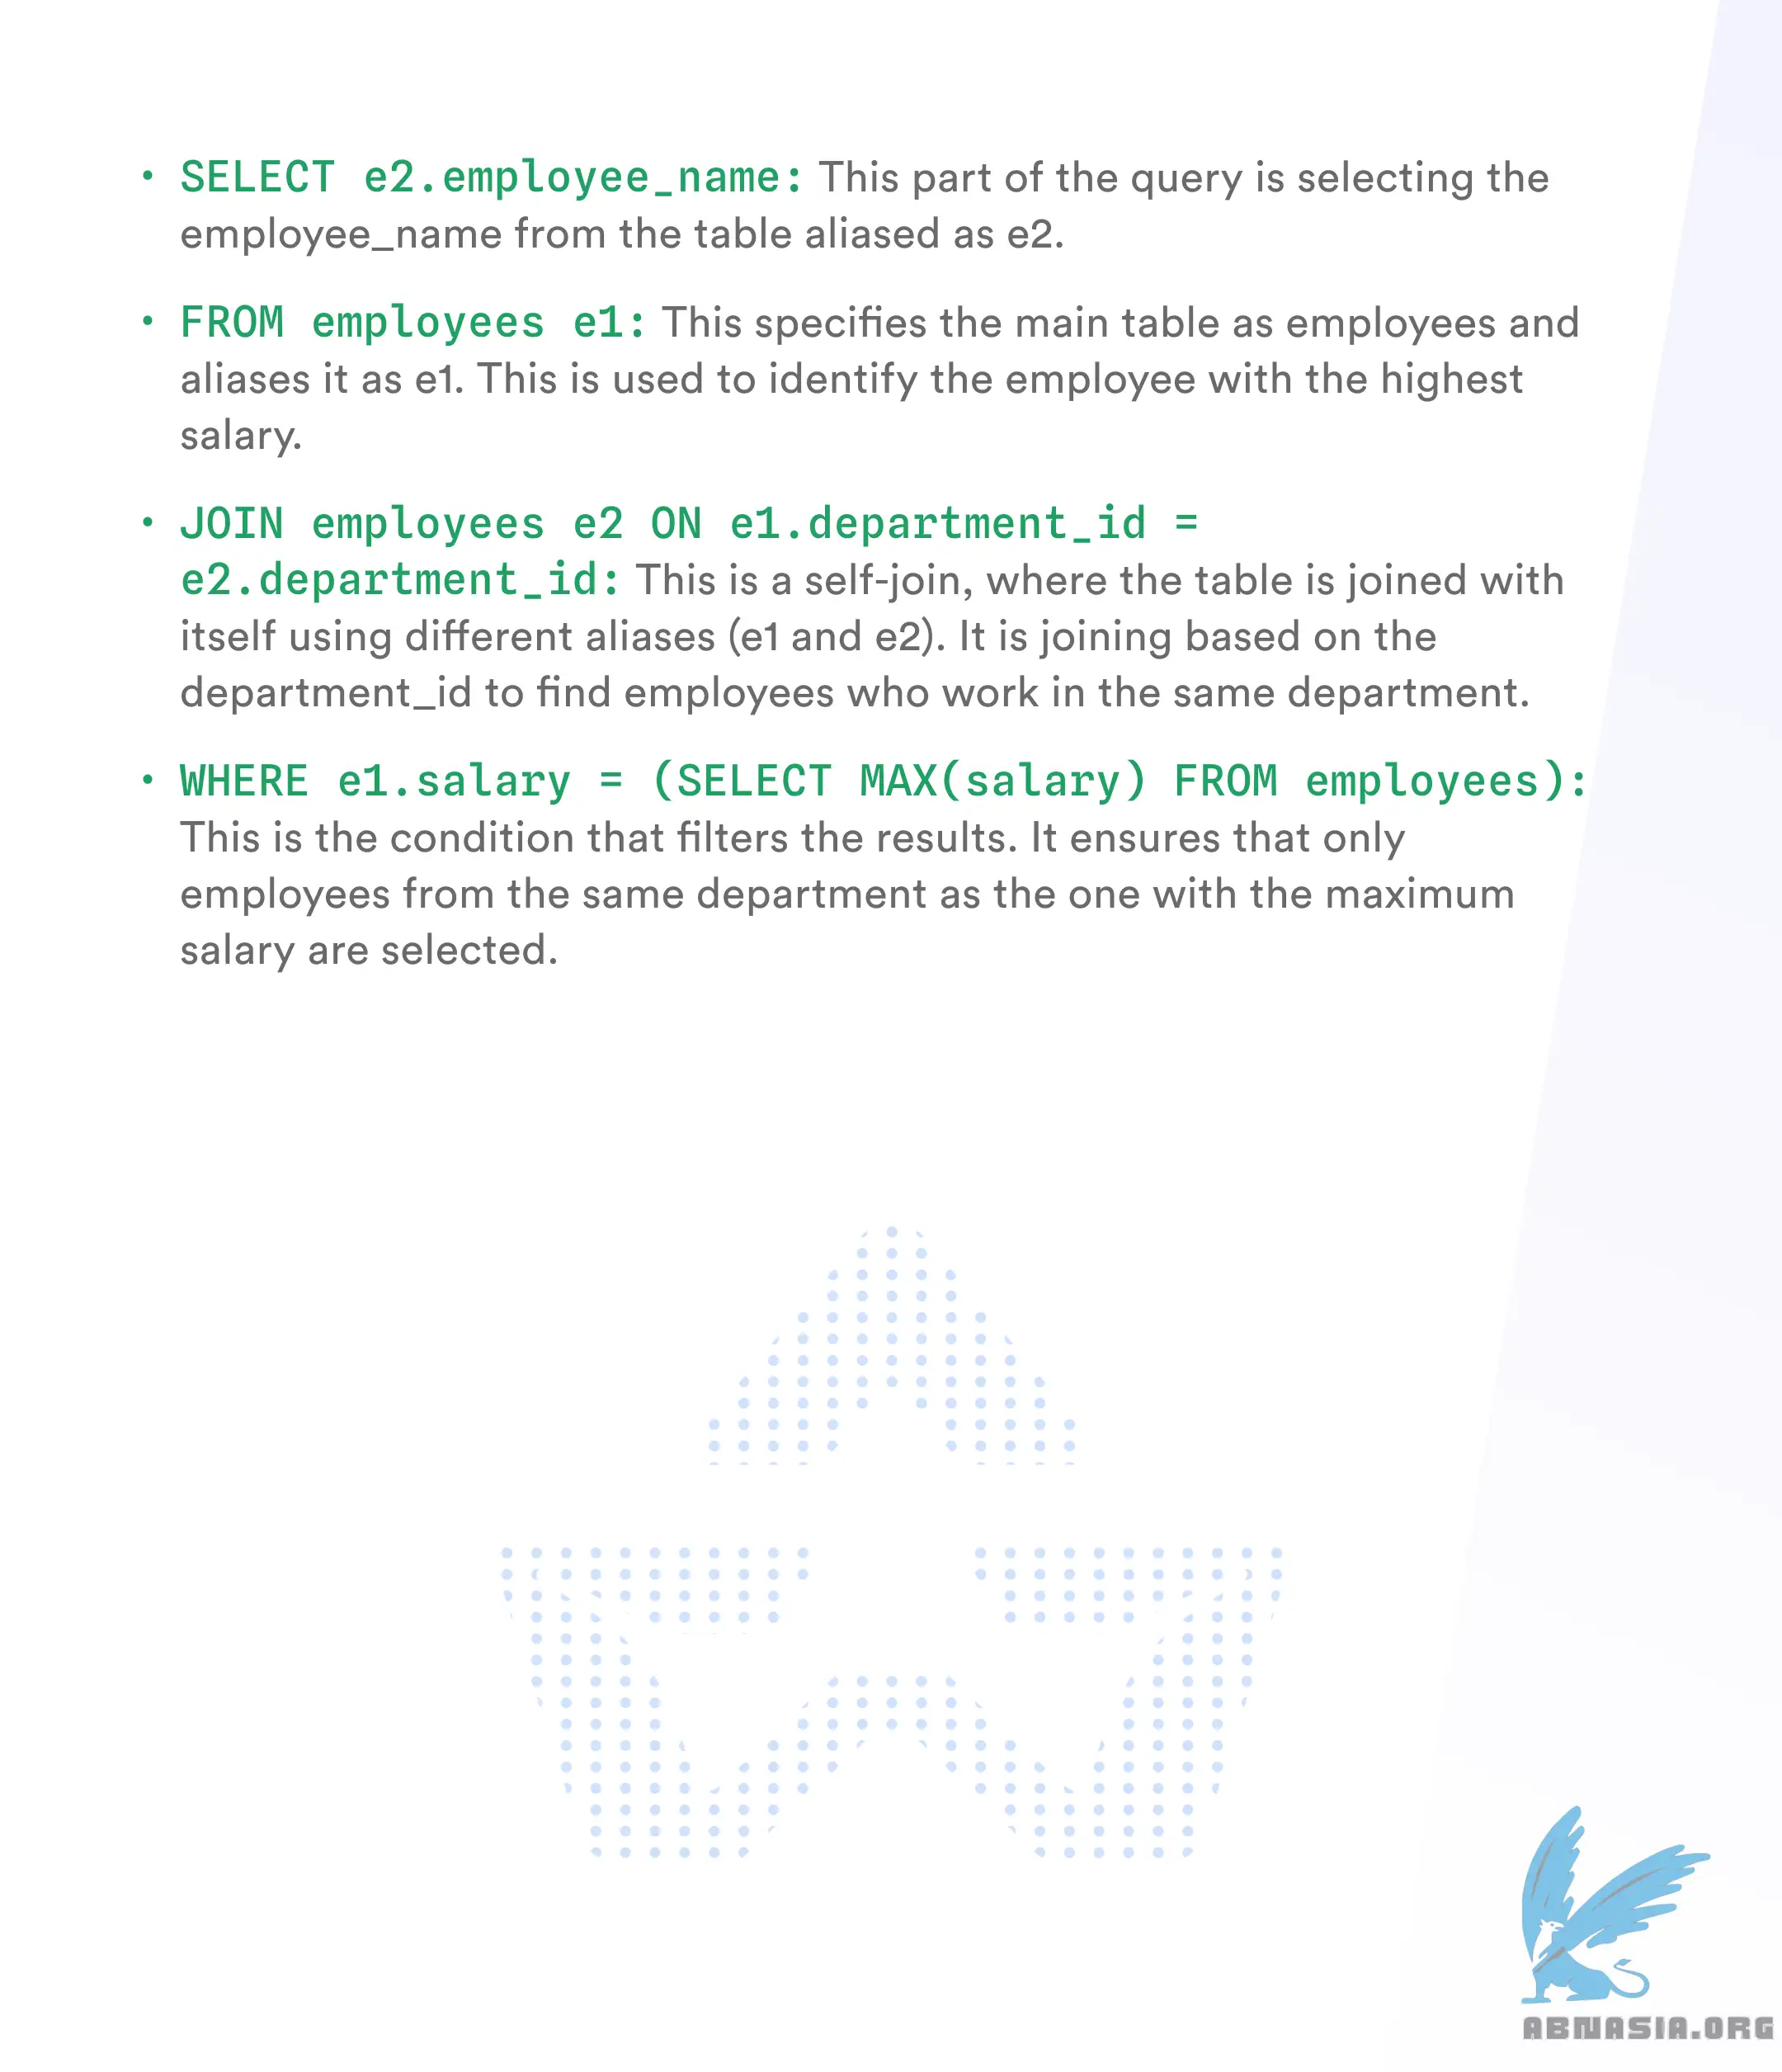 • SELECT e2.employee_name: This part of the query is selecting the
employee_name from the table aliased as e2.
• FROM employees e1: This specifies the main table as employees and
aliases it as e1. This is used to identify the employee with the highest
salary.
• JOIN employees e2 ON e1.department_id =
e2.department_id: This is a self-join, where the table is joined with
itself using different aliases (e1 and e2). It is joining based on the
department_id to find employees who work in the same department.
• WHERE e1.salary = (SELECT MAX(salary) FROM employees):
This is the condition that filters the results. It ensures that only
employees from the same department as the one with the maximum
salary are selected.
ABNASIA.ORG